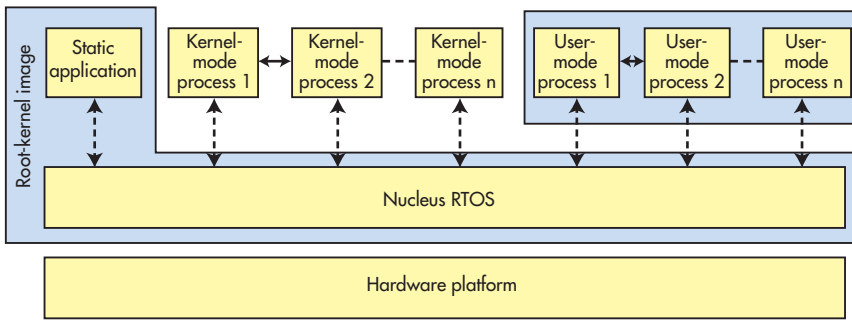 Root-kernel image
Static
application
Kernel-
mode
process 1
Kernel-
mode
process 2
Kernel-
mode
process n
User-
mode
process 1
User-
mode
process 2
User-
mode
process n
Nucleus RTOS
Hardware platform